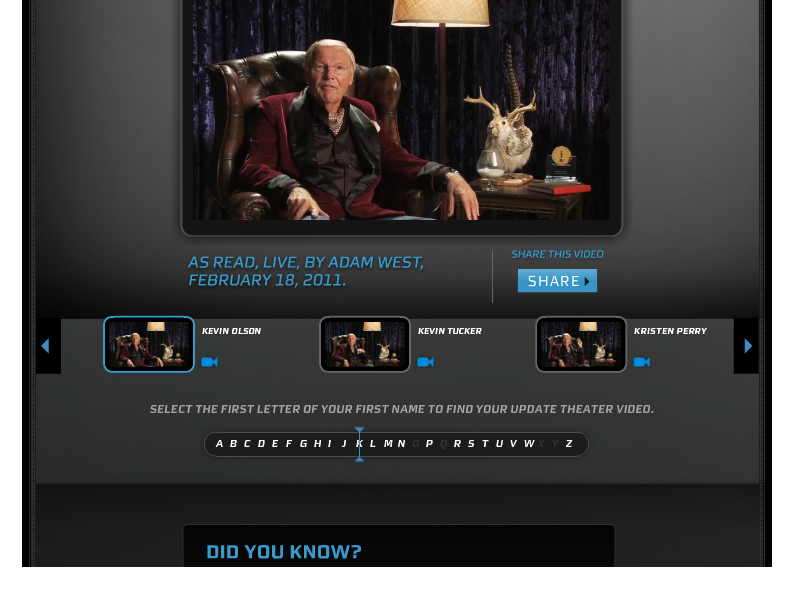 AS READ, LIVE, BY ADAM WEST,
FEBRUARY 18, 2011.
SHARE THIS VIDEO
SHARE
KEVIN OLSON
KEVIN TUCKER
KRISTEN PERRY
SELECT THE FIRST LETTER OF YOUR FIRST NAME TO FIND YOUR UPDATE THEATER VIDEO.
A B C D E F G H I J K L M N O P Q R S T U V W X Y Z
DID YOU KNOW?